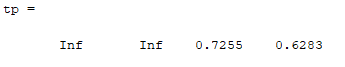 tp =
Inf Inf 0.7255 0.6283